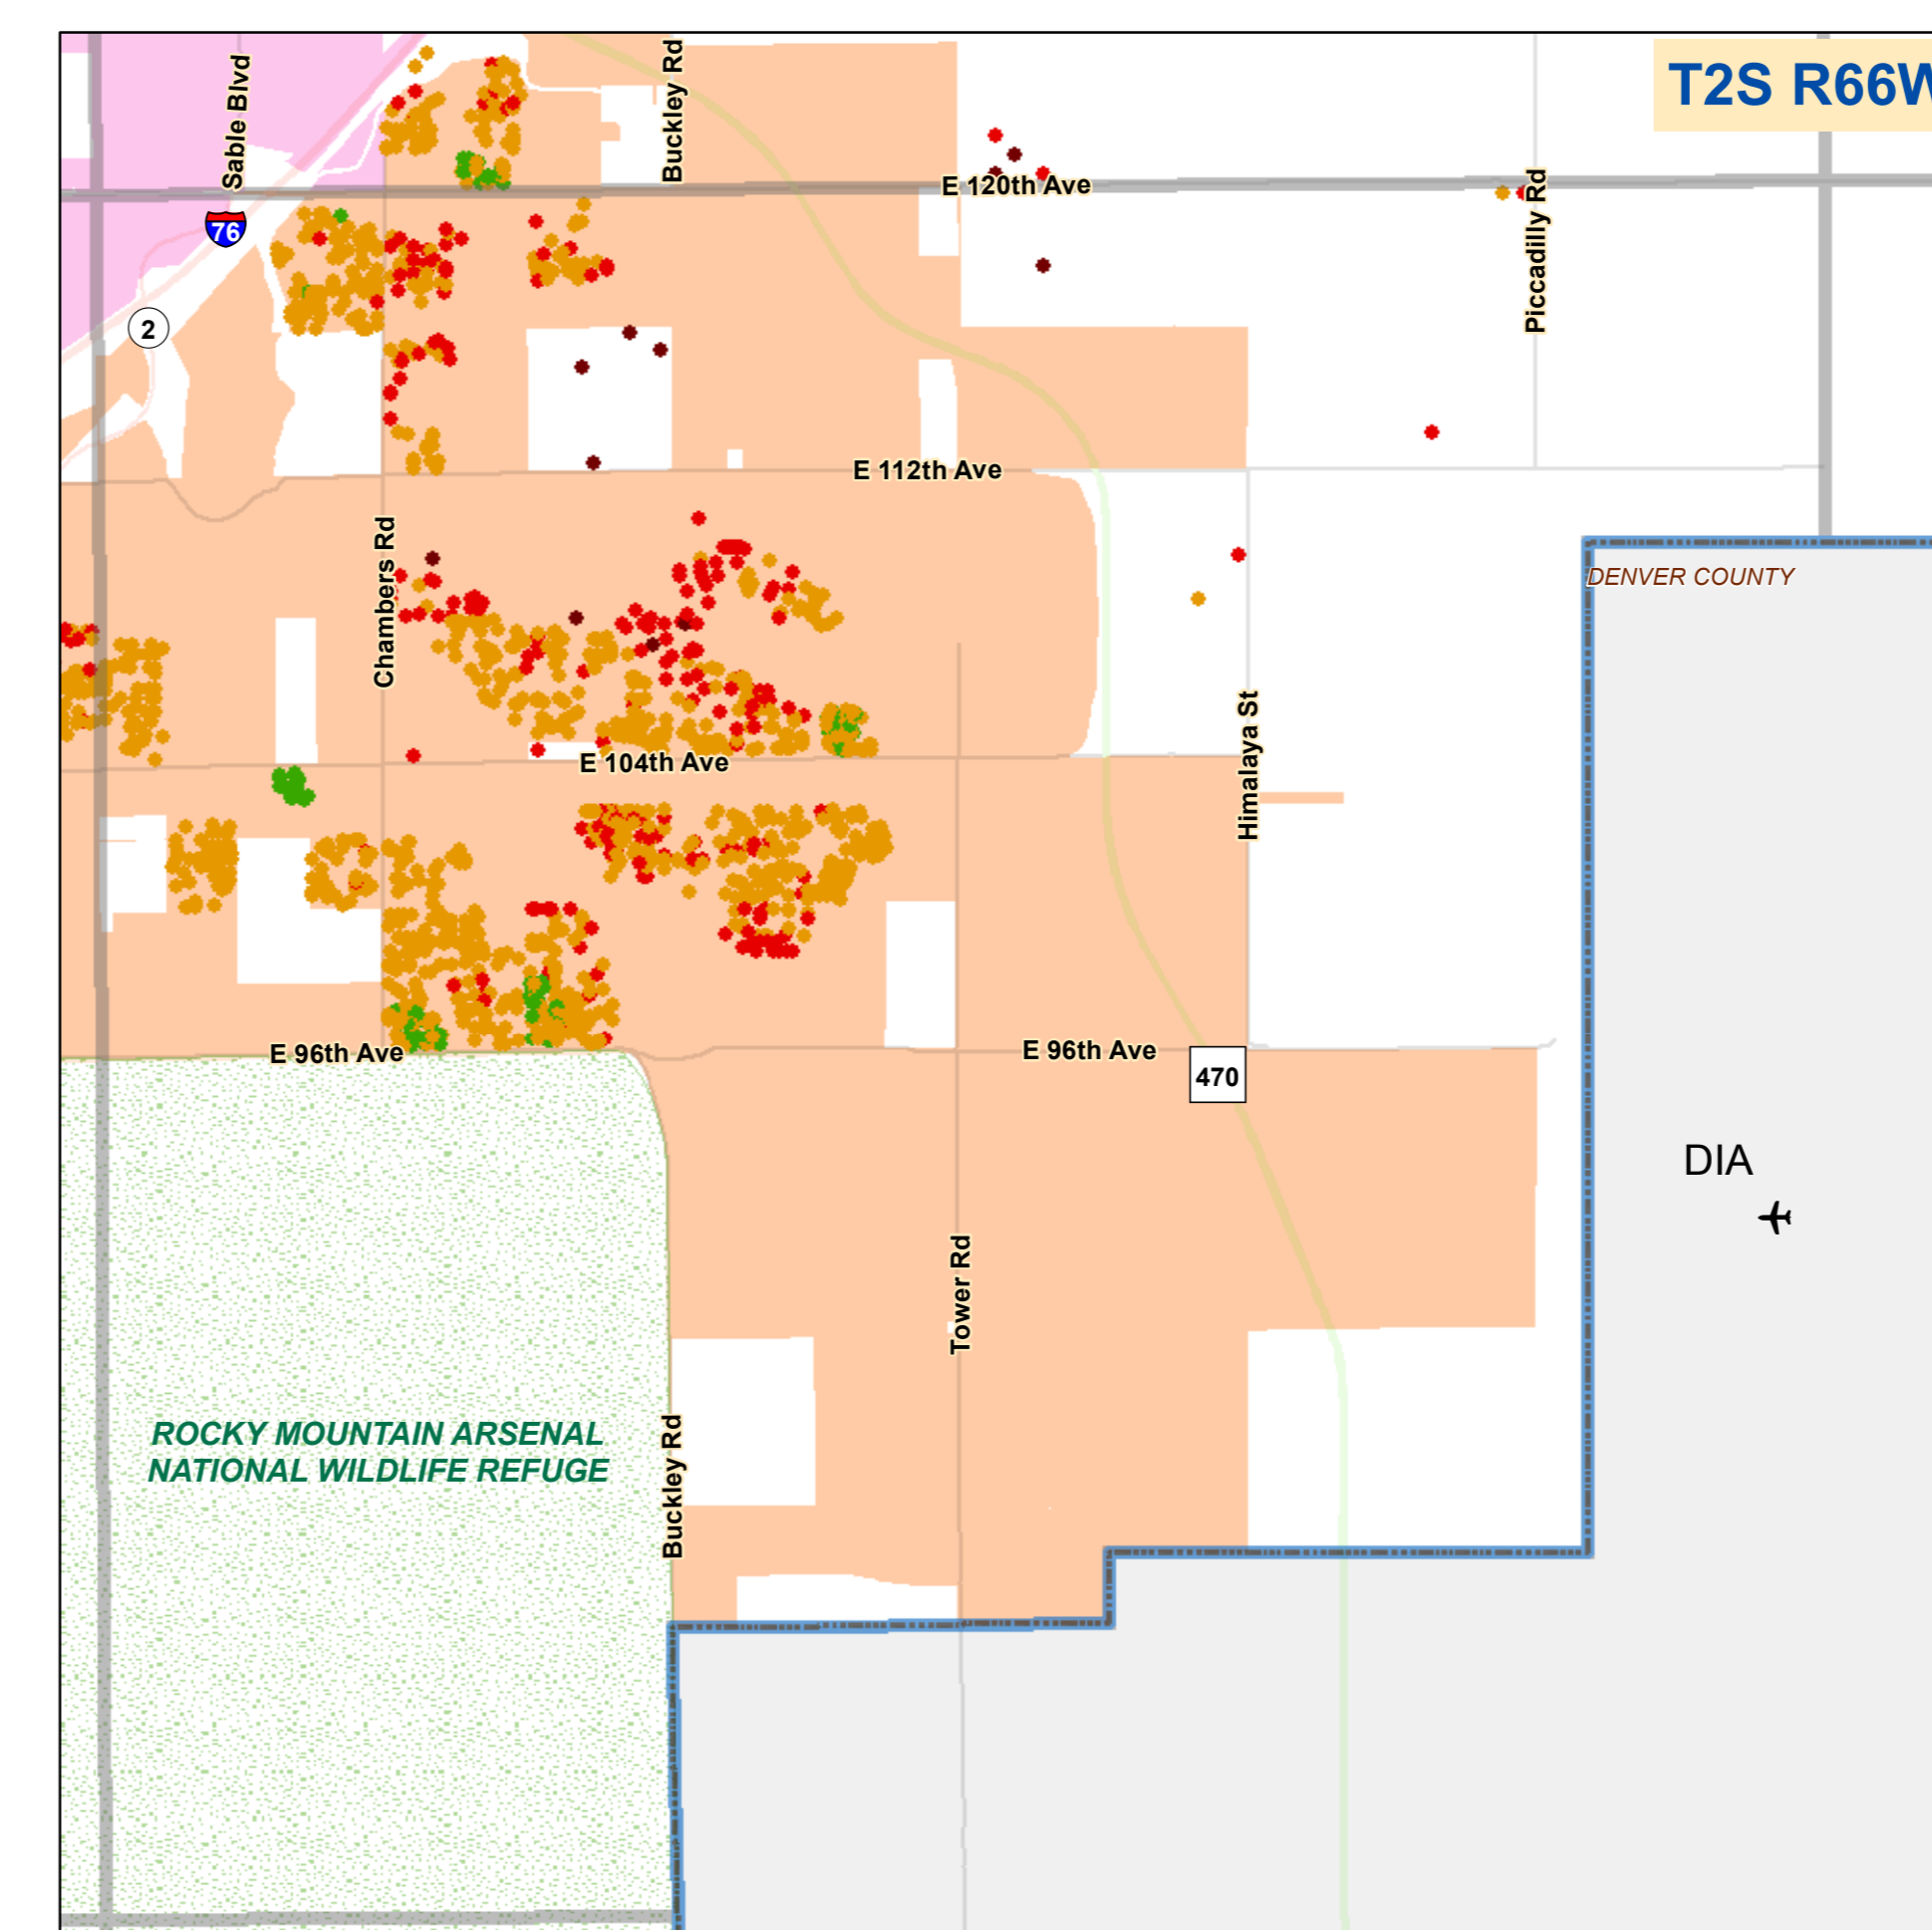 T2S R66W
Sable Blvd
Buckley Rd
E 120th Ave
Piccadilly Rd
76
2
E 112th Ave
Chambers Rd
DENVER COUNTY
Himalaya St
E 104th Ave
E 96th Ave
E 96th Ave
470
DIA
Tower Rd
ROCKY MOUNTAIN ARSENAL
NATIONAL WILDLIFE REFUGE
Buckley Rd